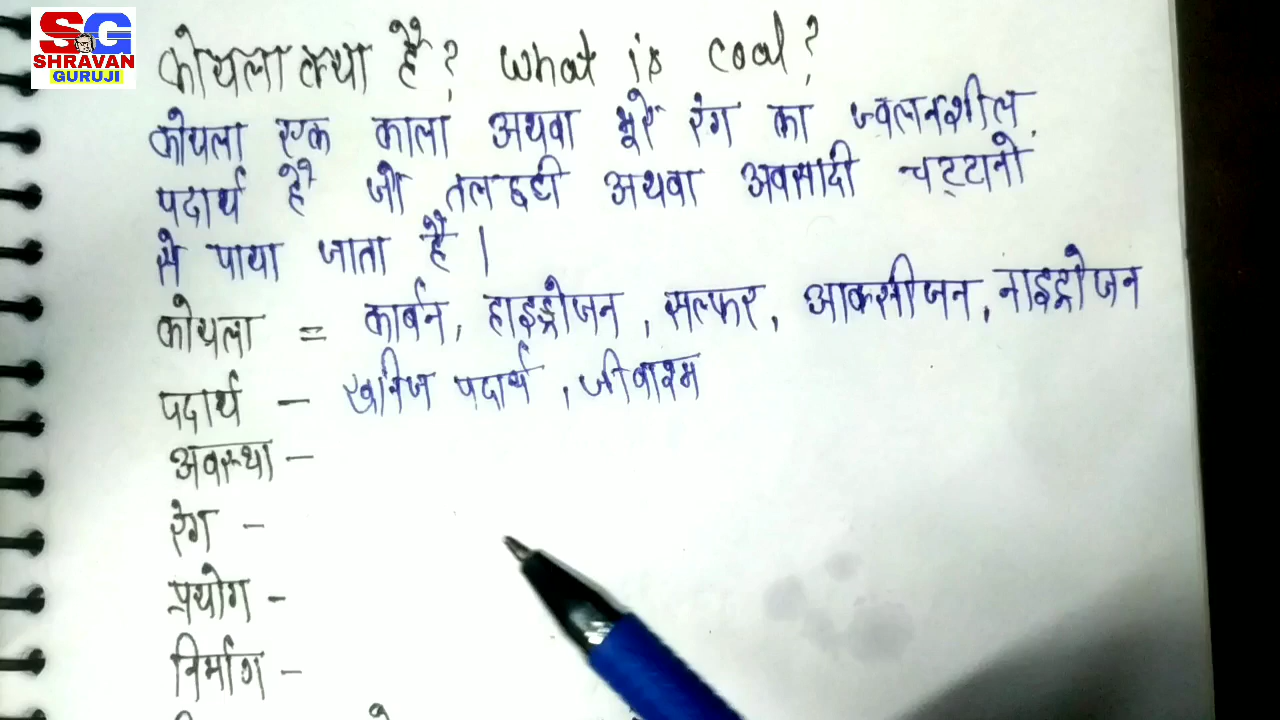 SG
SHRAVAN
GURUJI
कोयला क्या है? What is coal?
कोयला एक काला अथवा भूरे रंग का ज्वलनशील
पदार्थ है जो तलछटी अथवा अवसादी चट्टानो
से पाया जाता है।
कोयला = कार्बन, हाइड्रोजन, सल्फर, आक्सीजन, नाइट्रोजन
पदार्थ - खनिज पदार्थ, जीवाश्म
अवस्था -
रंग -
प्रयोग -
निर्माण -